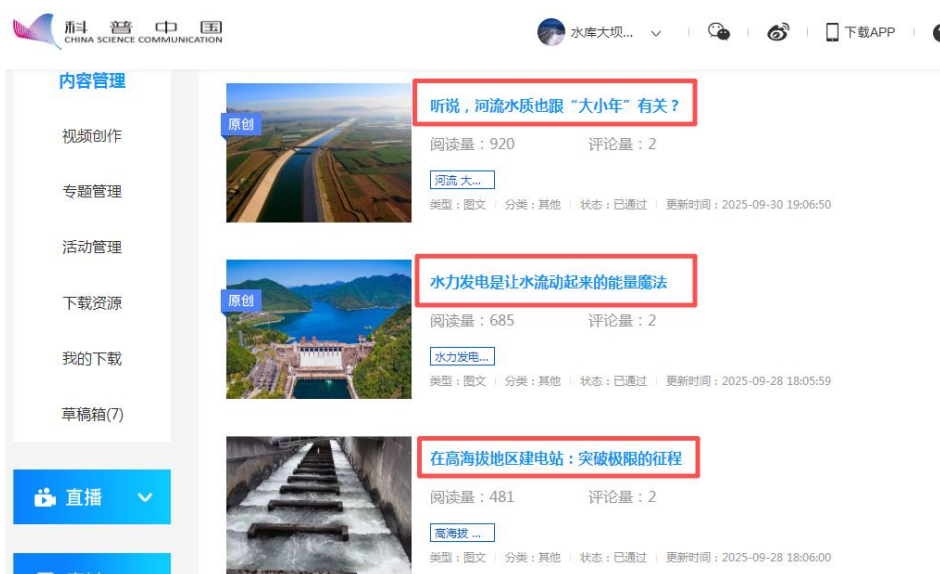 科普中国
CHINA SCIENCE COMMUNICATION
水库大坝...
下载APP
内容管理
视频创作
专题管理
活动管理
下载资源
我的下载
草稿箱(7)
直播
原创
听说，河流水质也跟“大小年”有关？
阅读量：920 评论量：2
河流 大...
类型：图文 分类：其他 状态：已通过 更新时间：2025-09-30 19:06:50
原创
水力发电是让水流动起来的能量魔法
阅读量：685 评论量：2
水力发电...
类型：图文 分类：其他 状态：已通过 更新时间：2025-09-28 18:05:59
在高海拔地区建电站：突破极限的征程
阅读量：481 评论量：2
高海拔 ...
类型：图文 分类：其他 状态：已通过 更新时间：2025-09-28 18:06:00